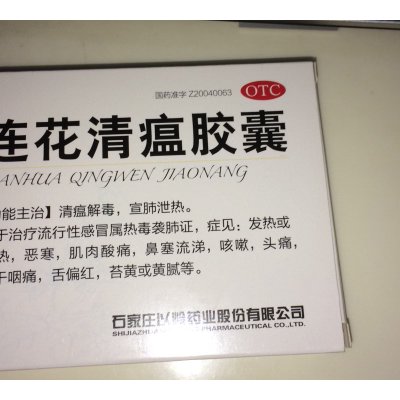 国药准字 Z20040063 OTC
连花清瘟胶囊
ANHUA QINGWEN JIAONANG
功能主治】清瘟解毒，宣肺泄热。
于治疗流行性感冒属热毒袭肺证，症见：发热或
热，恶寒，肌肉酸痛，鼻塞流涕，咳嗽，头痛，
干咽痛，舌偏红，苔黄或黄腻等。
石家庄以岭药业股份有限公司
SHIJIAZHUA PHARMACEUTICAL CO.,LTD.